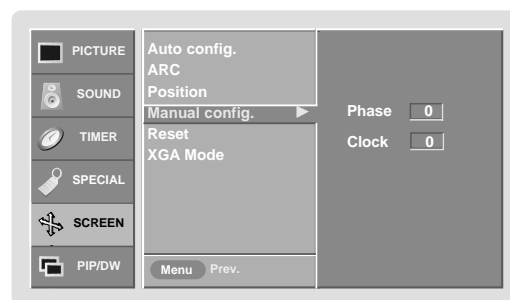 PICTURE
SOUND
TIMER
SPECIAL
SCREEN
PIP/DW
Auto config.
ARC
Position
Manual config.
Reset
XGA Mode
Menu Prev.
Phase 0
Clock 0